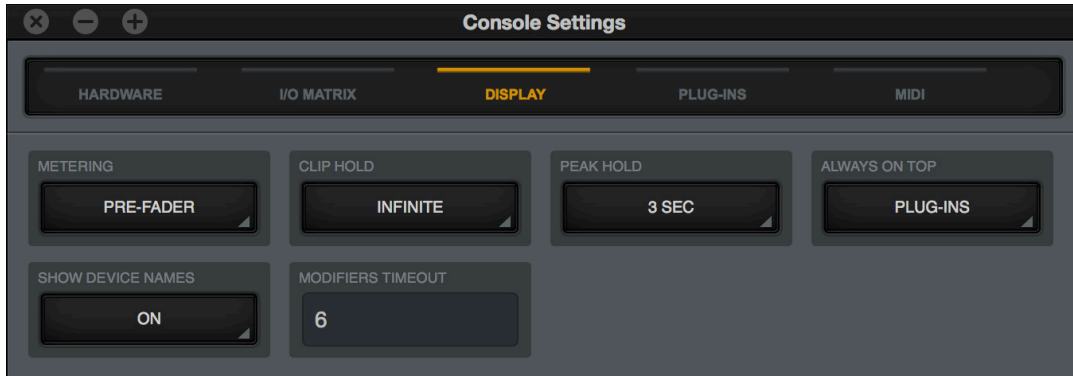 Console Settings
HARDWARE I/O MATRIX DISPLAY PLUG-INS MIDI
METERING CLIP HOLD PEAK HOLD ALWAYS ON TOP
PRE-FADER INFINITE 3 SEC PLUG-INS
SHOW DEVICE NAMES MODIFIERS TIMEOUT
ON 6